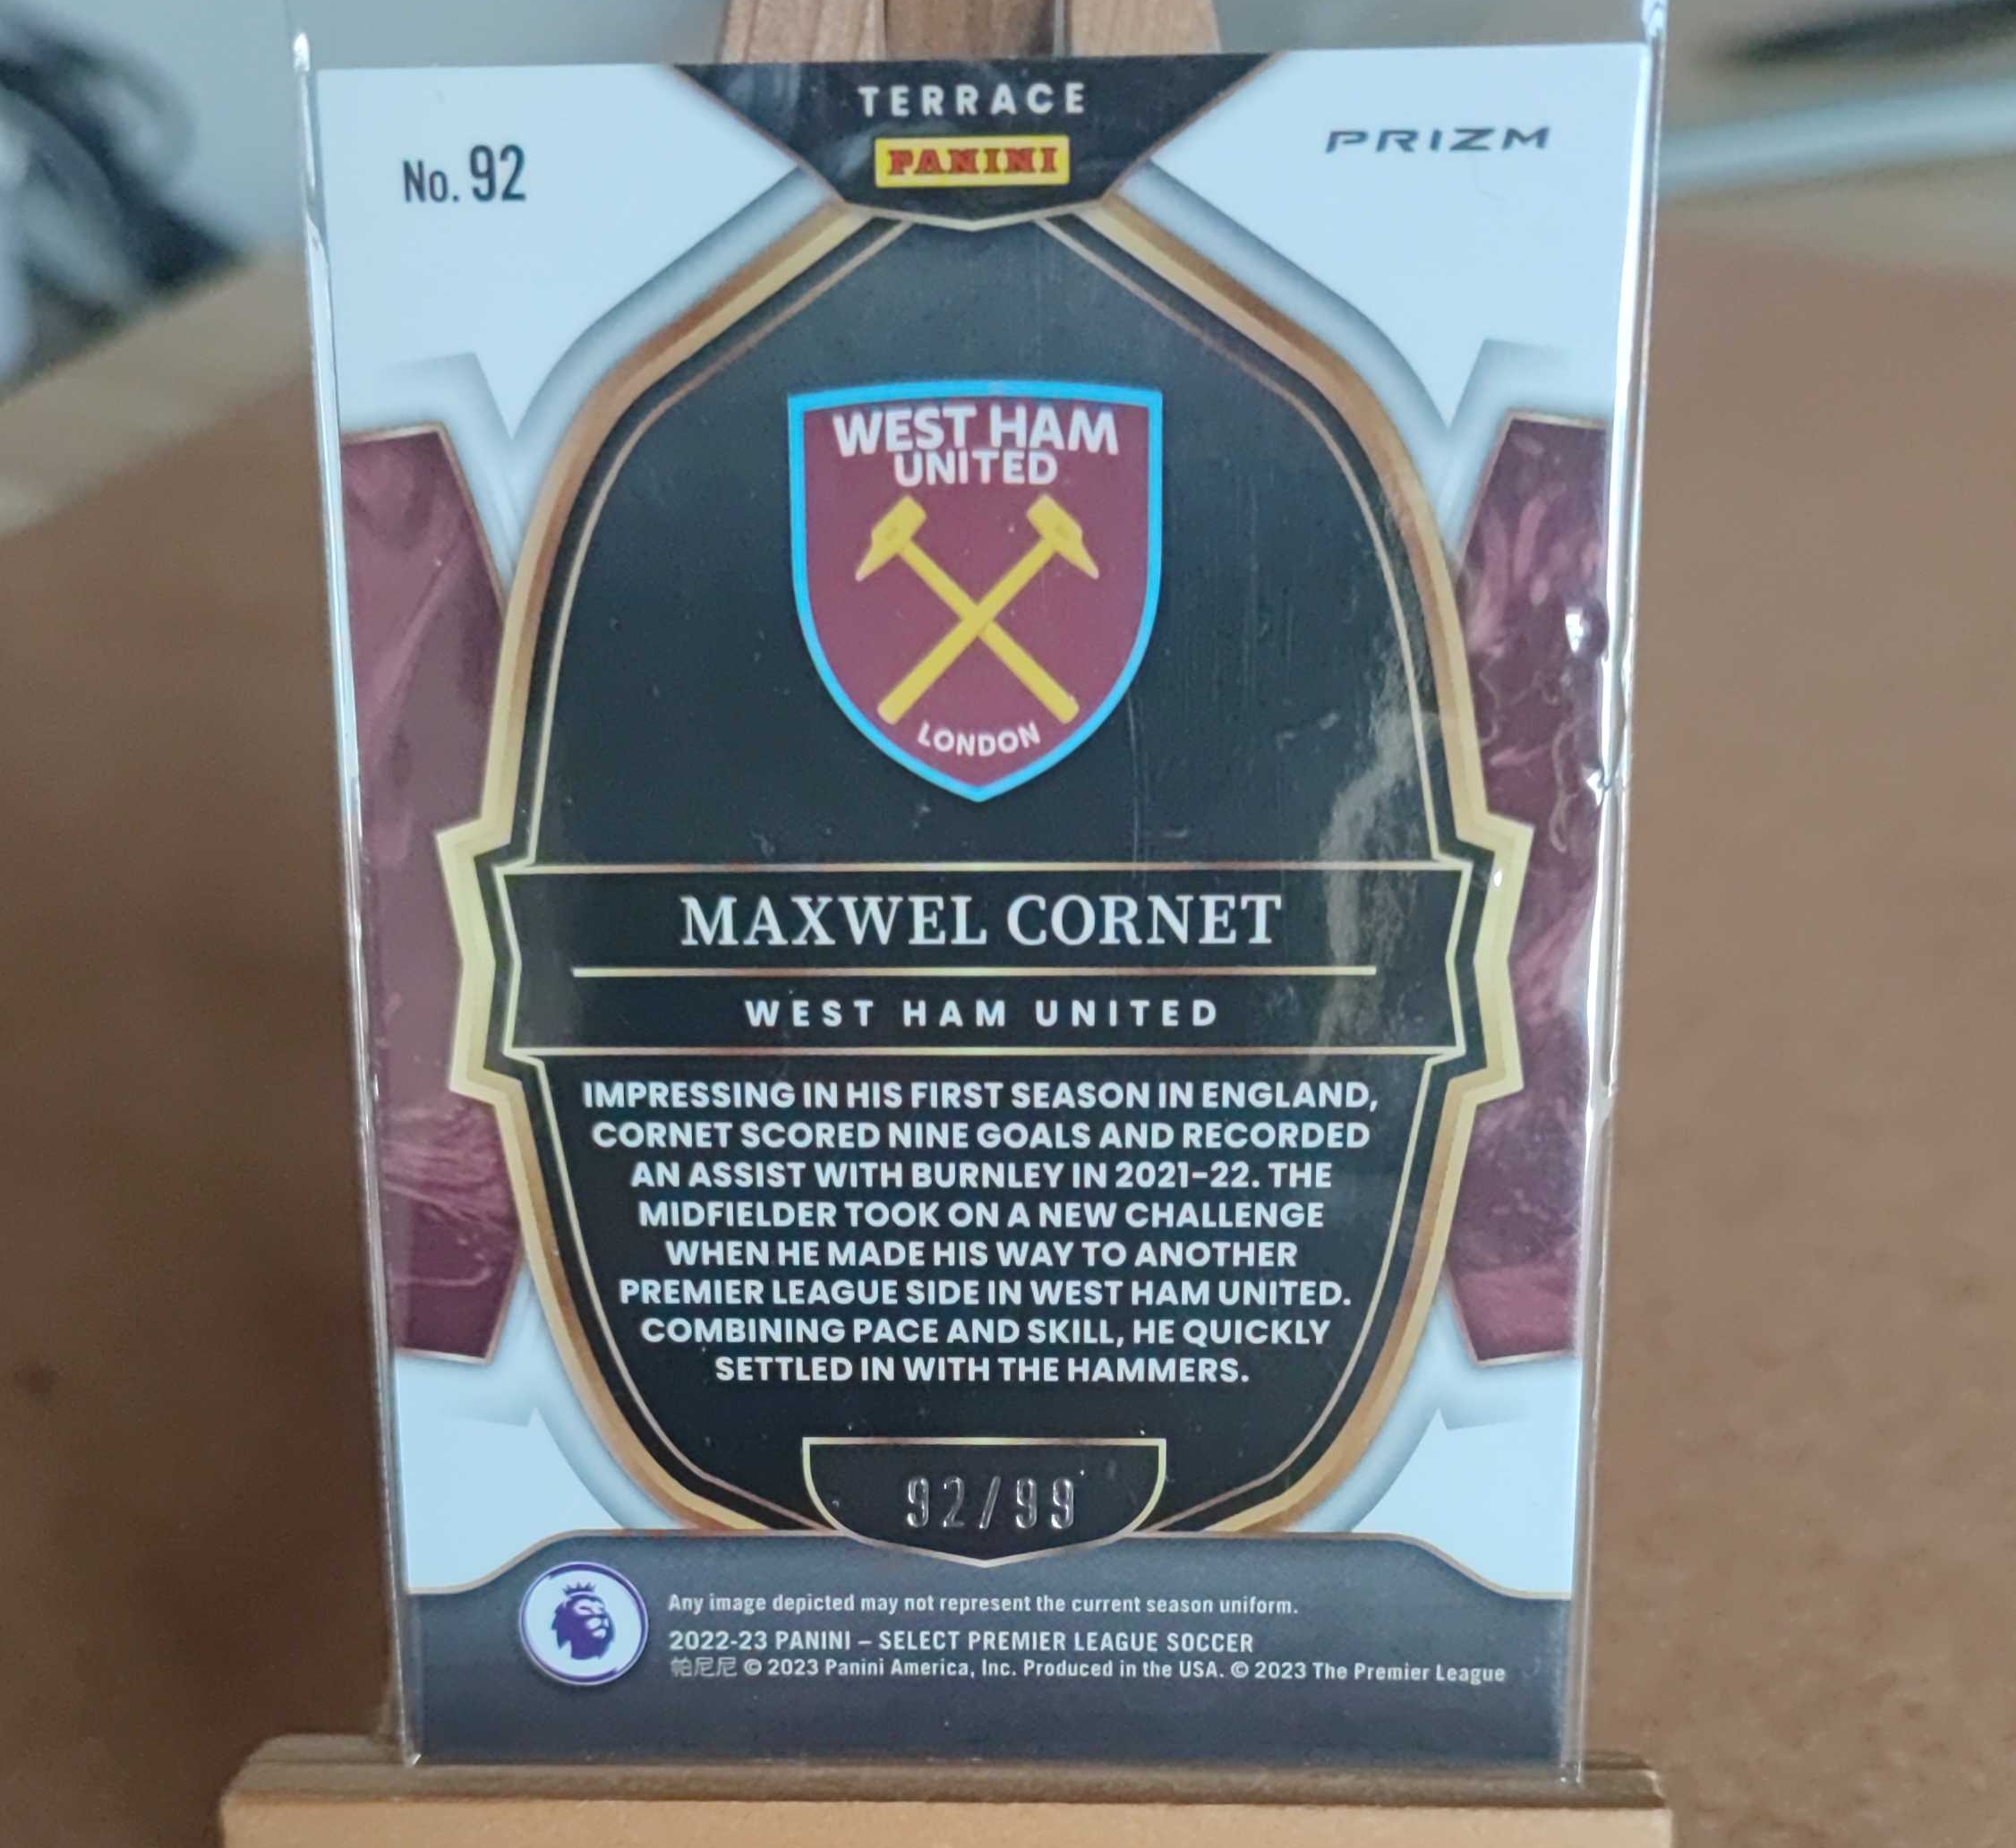 TERRACE
PANINI
No. 92
PRIZM
WEST HAM
UNITED
LONDON
MAXWEL CORNET
WEST HAM UNITED
IMPRESSING IN HIS FIRST SEASON IN ENGLAND,
CORNET SCORED NINE GOALS AND RECORDED
AN ASSIST WITH BURNLEY IN 2021-22. THE
MIDFIELDER TOOK ON A NEW CHALLENGE
WHEN HE MADE HIS WAY TO ANOTHER
PREMIER LEAGUE SIDE IN WEST HAM UNITED.
COMBINING PACE AND SKILL, HE QUICKLY
SETTLED IN WITH THE HAMMERS.
92/99
Any image depicted may not represent the current season uniform.
2022-23 PANINI – SELECT PREMIER LEAGUE SOCCER
帕尼尼 © 2023 Panini America, Inc. Produced in the USA. © 2023 The Premier League